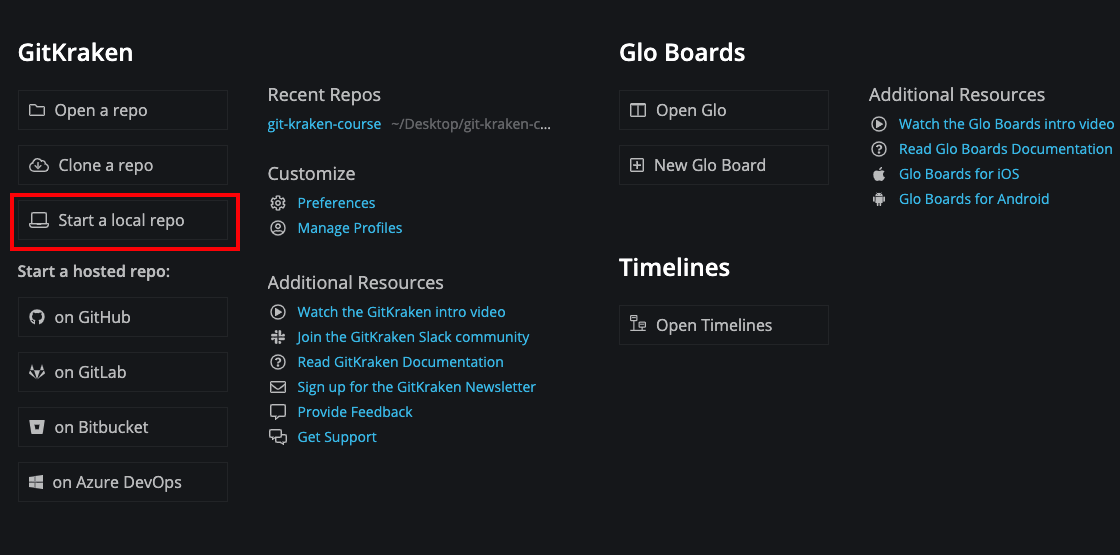 GitKraken
Open a repo
Clone a repo
Start a local repo
Start a hosted repo:
on GitHub
on GitLab
on Bitbucket
on Azure DevOps
Recent Repos
git-kraken-course ~/Desktop/git-kraken-c...
Customize
Preferences
Manage Profiles
Additional Resources
Watch the GitKraken intro video
Join the GitKraken Slack community
Read GitKraken Documentation
Sign up for the GitKraken Newsletter
Provide Feedback
Get Support
Glo Boards
Open Glo
New Glo Board
Additional Resources
Watch the Glo Boards intro video
Read Glo Boards Documentation
Glo Boards for iOS
Glo Boards for Android
Timelines
Open Timelines